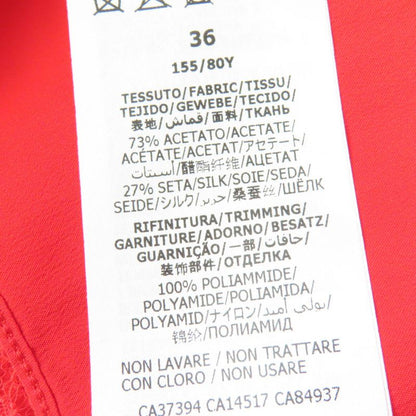 36
155/80Y
TESSUTO/FABRIC/TISSU/
TEJIDO/GEWEBE/TECIDO/
表地/قماش/面料/ТКАНЬ
73% ACETATO/ACETATE/
ACÉTATE/ACETAT/アセテート/
أسيتات/醋酯纤维/АЦЕТАТ
27% SETA/SILK/SOIE/SEDA/
SEIDE/シルク/حرير/桑蚕丝/ШЁЛК
RIFINITURA/TRIMMING/
GARNITURE/ADORNO/BESATZ/
GUARNIÇÃO/一部/حافات/
装饰部件/ОТДЕЛКА
100% POLIAMMIDE/
POLYAMIDE/POLIAMIDA/
POLYAMID/ナイロン/بولي أميد/
锦纶/ПОЛИАМИД
NON LAVARE / NON TRATTARE
CON CLORO / NON USARE
CA37394 CA14517 CA84937